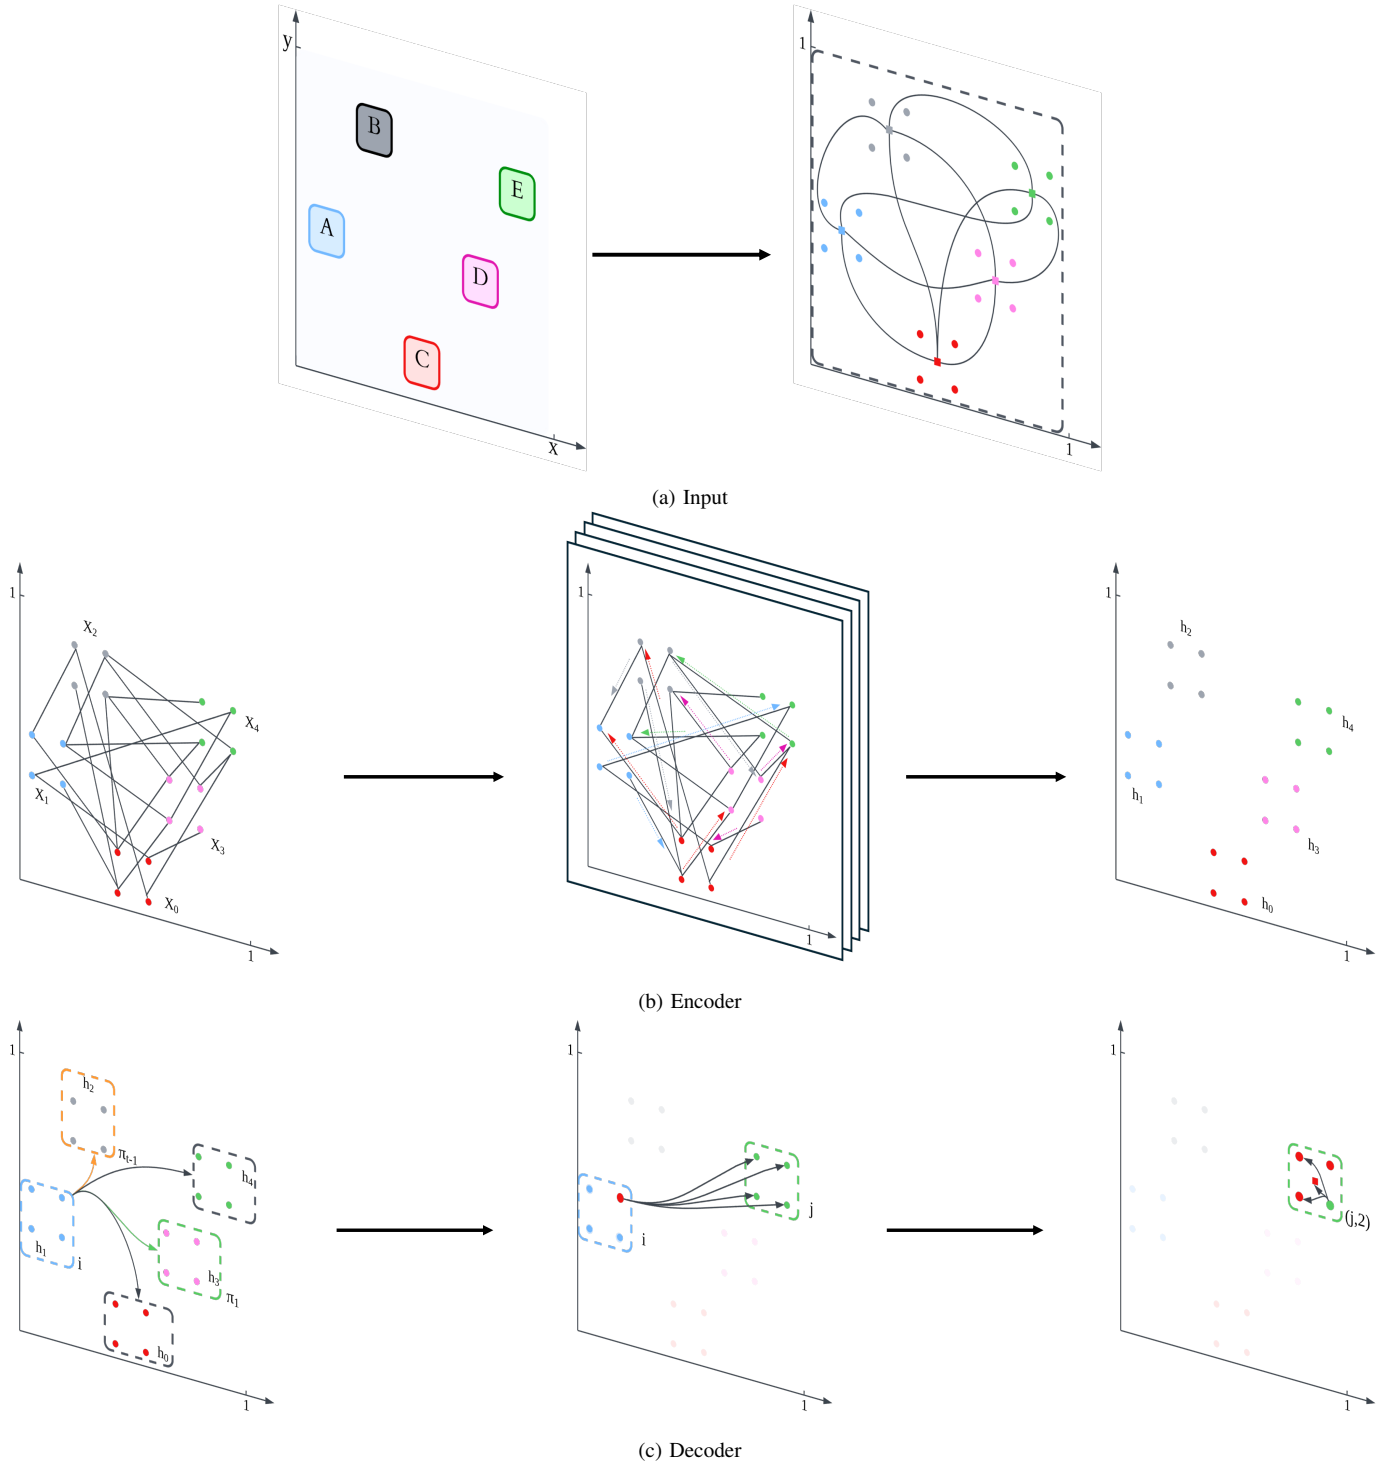 y
B
E
A
D
C
x
1
1
(a) Input
1
X₂
X₄
X₁
X₃
X₀
1
1
1
1
h₂
h₄
h₁
h₃
h₀
1
(b) Encoder
1
h₂
πₜ₋₁
h₄
h₁
i
h₃
π₁
h₀
1
1
j
i
1
1
(j,2)
1
(c) Decoder